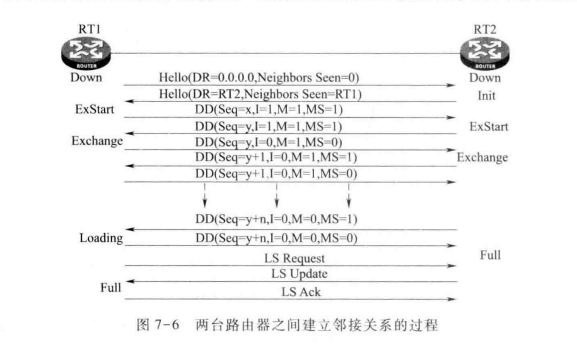 RT1 RT2
ROUTER ROUTER
Down Hello(DR=0.0.0.0,Neighbors Seen=0) Down
Hello(DR=RT2,Neighbors Seen=RT1) Init
ExStart DD(Seq=x,I=1,M=1,MS=1)
DD(Seq=y,I=1,M=1,MS=1) ExStart
Exchange DD(Seq=y,I=0,M=1,MS=0)
DD(Seq=y+1,I=0,M=1,MS=1) Exchange
DD(Seq=y+1,I=0,M=1,MS=0)
DD(Seq=y+n,I=0,M=0,MS=1)
Loading DD(Seq=y+n,I=0,M=0,MS=0)
LS Request Full
LS Update
Full LS Ack
图 7-6 两台路由器之间建立邻接关系的过程